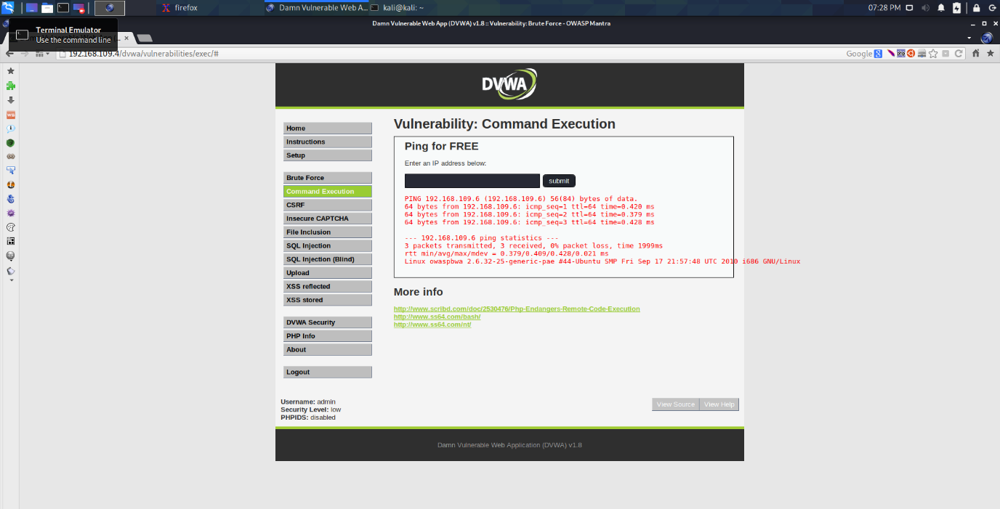 firefox
Damn Vulnerable Web A...
kali@kali: ~
07:28 PM
Damn Vulnerable Web App (DVWA) v1.8 :: Vulnerability: Brute Force - OWASP Mantra
Terminal Emulator
Use the command line
192.168.109.4/dvwa/vulnerabilities/exec/#
Google
DVWA
Home
Instructions
Setup
Brute Force
Command Execution
CSRF
Insecure CAPTCHA
File Inclusion
SQL Injection
SQL Injection (Blind)
Upload
XSS reflected
XSS stored
DVWA Security
PHP Info
About
Logout
Vulnerability: Command Execution
Ping for FREE
Enter an IP address below:
submit
PING 192.168.109.6 (192.168.109.6) 56(84) bytes of data.
64 bytes from 192.168.109.6: icmp_seq=1 ttl=64 time=0.420 ms
64 bytes from 192.168.109.6: icmp_seq=2 ttl=64 time=0.379 ms
64 bytes from 192.168.109.6: icmp_seq=3 ttl=64 time=0.428 ms
--- 192.168.109.6 ping statistics ---
3 packets transmitted, 3 received, 0% packet loss, time 1999ms
rtt min/avg/max/mdev = 0.379/0.409/0.428/0.021 ms
Linux owaspbwa 2.6.32-25-generic-pae #44-Ubuntu SMP Fri Sep 17 21:57:48 UTC 2010 i686 GNU/Linux
More info
http://www.scribd.com/doc/2530476/Php-Endangers-Remote-Code-Execution
http://www.ss64.com/bash/
http://www.ss64.com/nt/
Username: admin
Security Level: low
PHPIDS: disabled
View Source
View Help
Damn Vulnerable Web Application (DVWA) v1.8